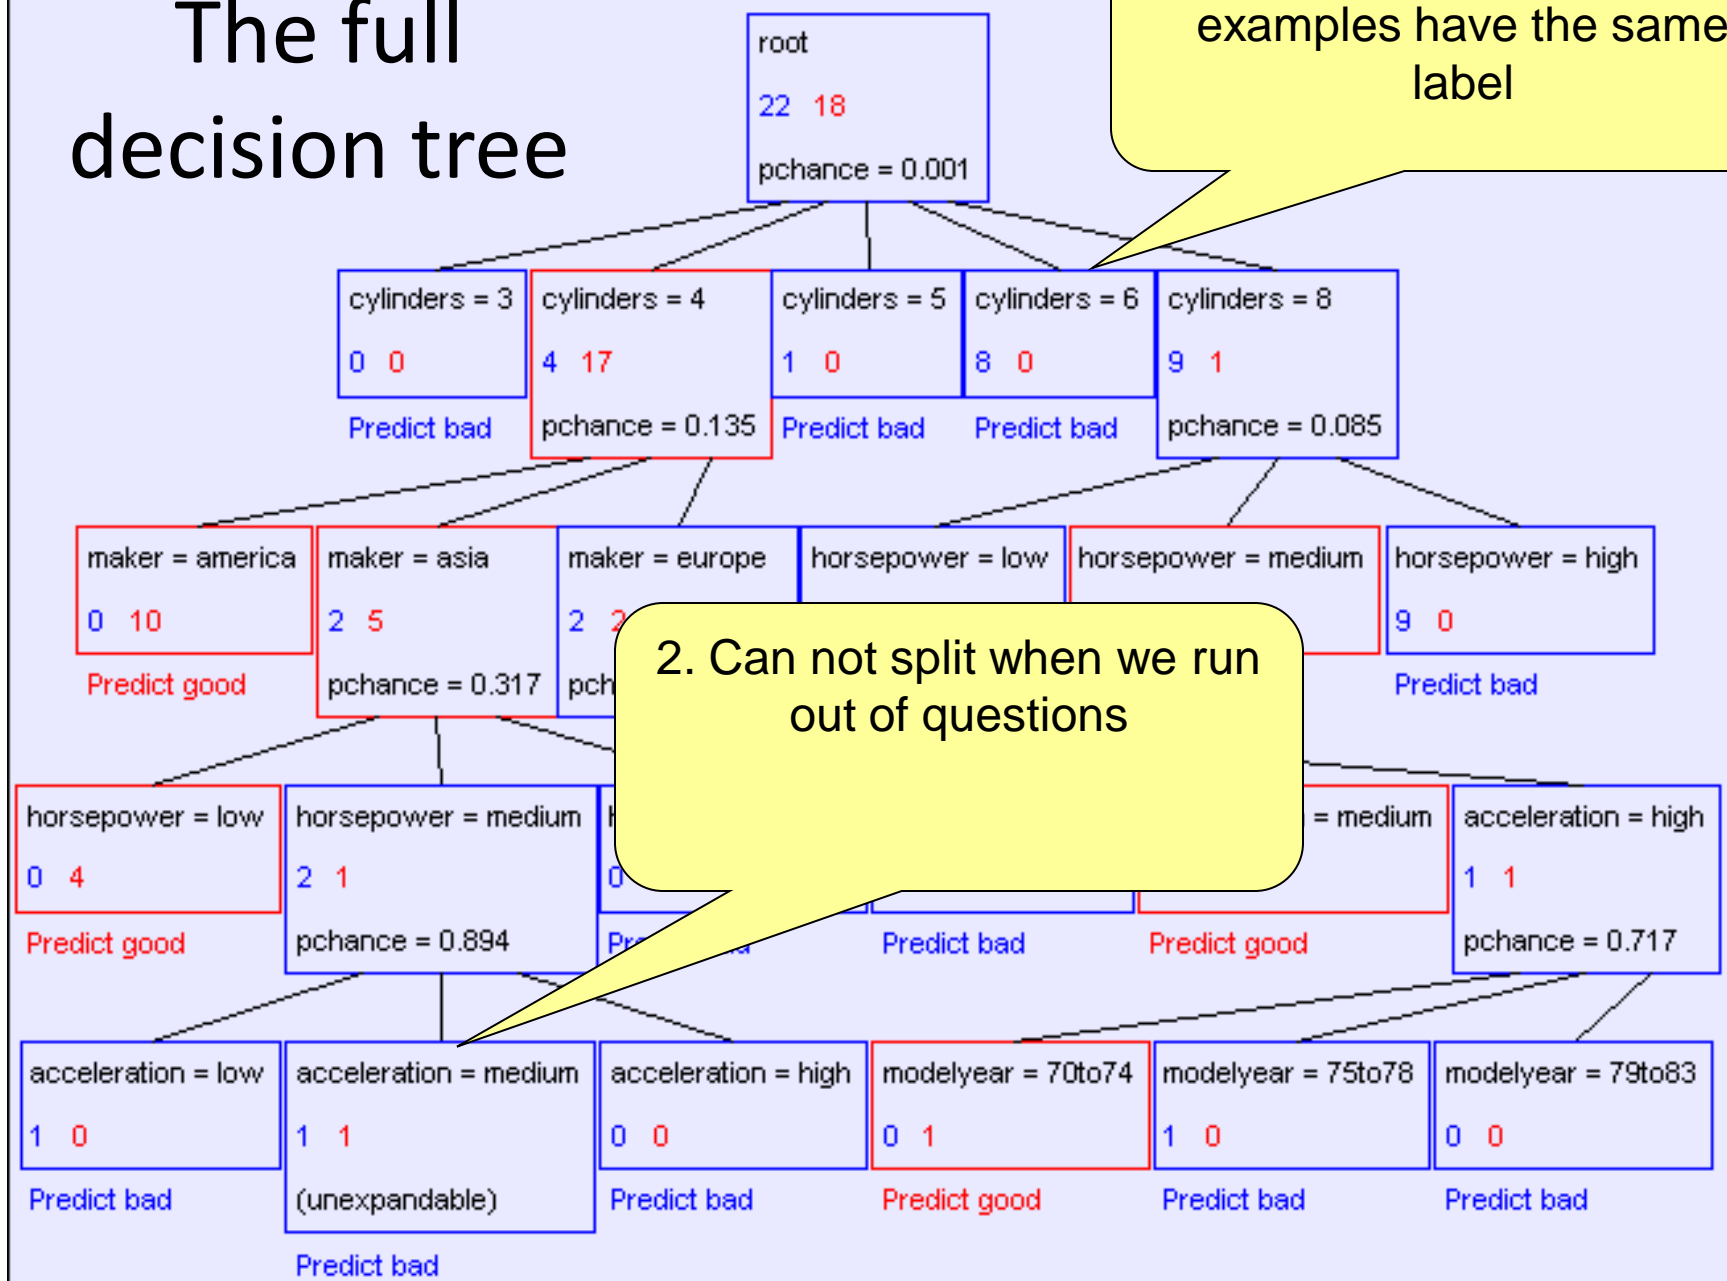 The full
decision tree
examples have the same
label
root
22 18
pchance = 0.001
cylinders = 3
0 0
Predict bad
cylinders = 4
4 17
pchance = 0.135
cylinders = 5
1 0
Predict bad
cylinders = 6
8 0
Predict bad
cylinders = 8
9 1
pchance = 0.085
maker = america
0 10
Predict good
maker = asia
2 5
pchance = 0.317
maker = europe
2 2
pch
horsepower = low
horsepower = medium
horsepower = high
9 0
Predict bad
2. Can not split when we run
out of questions
horsepower = low
0 4
Predict good
horsepower = medium
2 1
pchance = 0.894
0
Predict bad
Predict bad
= medium
Predict good
acceleration = high
1 1
pchance = 0.717
acceleration = low
1 0
Predict bad
acceleration = medium
1 1
(unexpandable)
Predict bad
acceleration = high
0 0
Predict bad
modelyear = 70to74
0 1
Predict good
modelyear = 75to78
1 0
Predict bad
modelyear = 79to83
0 0
Predict bad